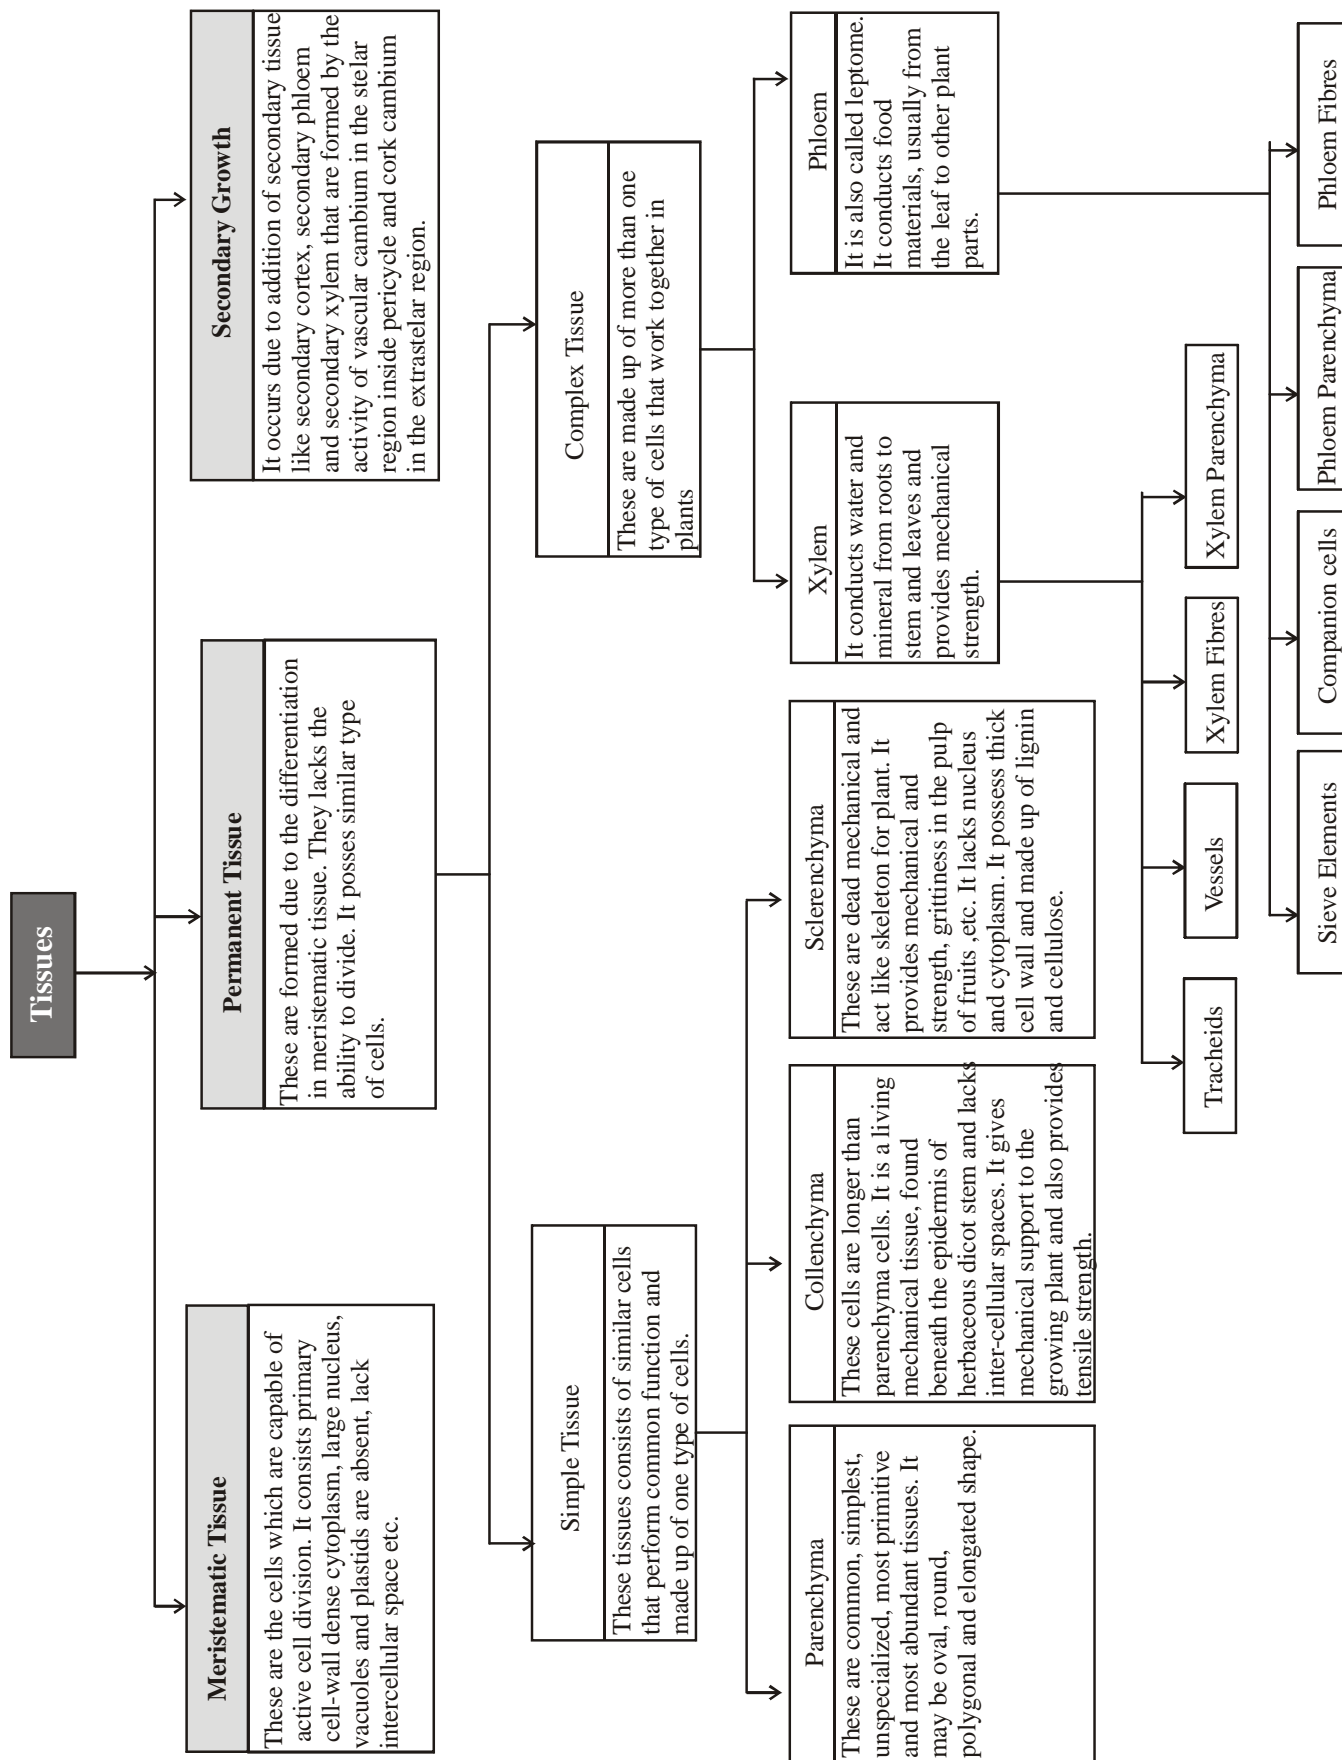 Tissues
Meristematic Tissue
These are the cells which are capable of
active cell division. It consists primary
cell-wall dense cytoplasm, large nucleus,
vacuoles and plastids are absent, lack
intercellular space etc.
Permanent Tissue
These are formed due to the differentiation
in meristematic tissue. They lacks the
ability to divide. It posses similar type
of cells.
Secondary Growth
It occurs due to addition of secondary tissue
like secondary cortex, secondary phloem
and secondary xylem that are formed by the
activity of vascular cambium in the stelar
region inside pericycle and cork cambium
in the extrastelar region.
Simple Tissue
These tissues consists of similar cells
that perform common function and
made up of one type of cells.
Complex Tissue
These are made up of more than one
type of cells that work together in
plants
Parenchyma
These are common, simplest,
unspecialized, most primitive
and most abundant tissues. It
may be oval, round,
polygonal and elongated shape.
Collenchyma
These cells are longer than
parenchyma cells. It is a living
mechanical tissue, found
beneath the epidermis of
herbaceous dicot stem and lacks
inter-cellular spaces. It gives
mechanical support to the
growing plant and also provides
tensile strength.
Sclerenchyma
These are dead mechanical and
act like skeleton for plant. It
provides mechanical and
strength, grittiness in the pulp
of fruits ,etc. It lacks nucleus
and cytoplasm. It possess thick
cell wall and made up of lignin
and cellulose.
Xylem
It conducts water and
mineral from roots to
stem and leaves and
provides mechanical
strength.
Phloem
It is also called leptome.
It conducts food
materials, usually from
the leaf to other plant
parts.
Tracheids
Vessels
Xylem Fibres
Xylem Parenchyma
Sieve Elements
Companion cells
Phloem Parenchyma
Phloem Fibres